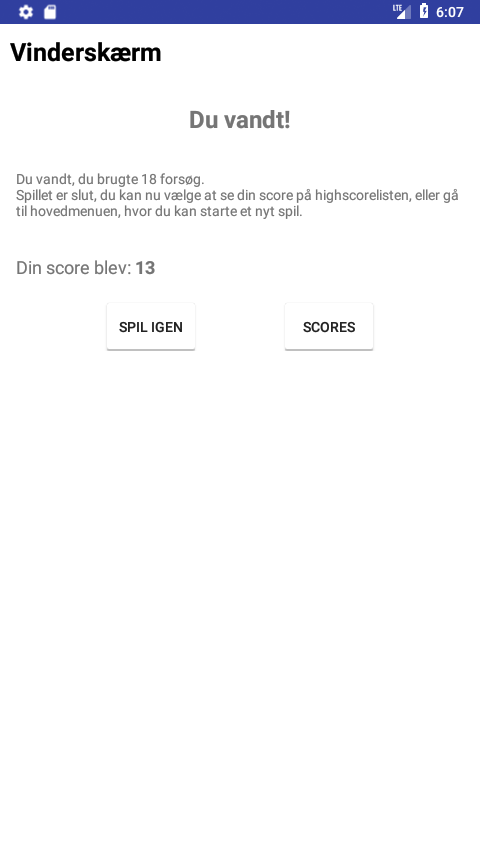 LTE 6:07
Vinderskærm
Du vandt!
Du vandt, du brugte 18 forsøg.
Spillet er slut, du kan nu vælge at se din score på highscorelisten, eller gå
til hovedmenuen, hvor du kan starte et nyt spil.
Din score blev: 13
SPIL IGEN SCORES